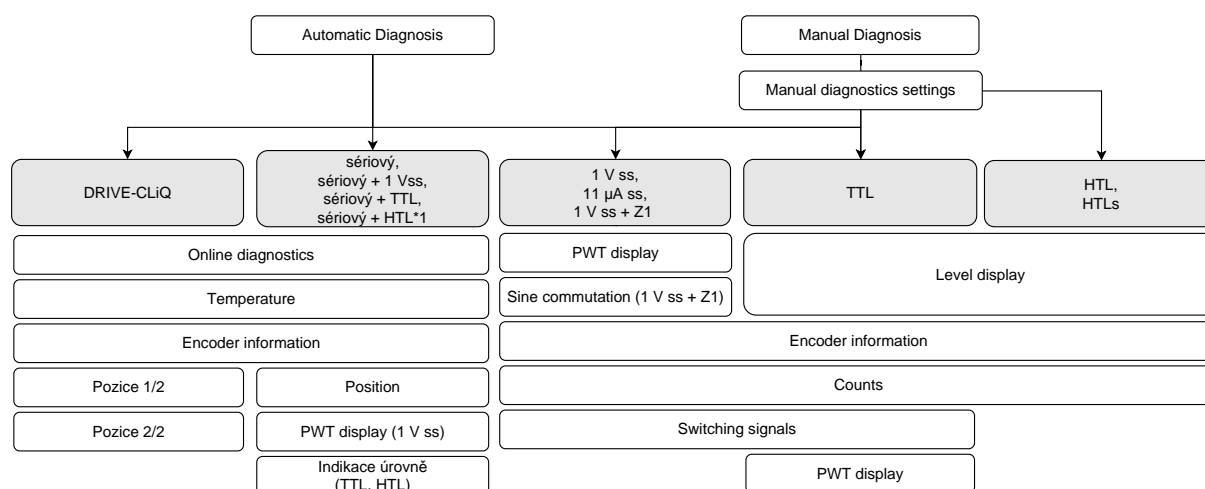 Automatic Diagnosis
Manual Diagnosis
Manual diagnostics settings
DRIVE-CLiQ
sériový,
sériový + 1 Vss,
sériový + TTL,
sériový + HTL*1
1 V ss,
11 µA ss,
1 V ss + Z1
TTL
HTL,
HTLs
Online diagnostics
PWT display
Level display
Temperature
Sine commutation (1 V ss + Z1)
Encoder information
Encoder information
Pozice 1/2
Position
Counts
Pozice 2/2
PWT display (1 V ss)
Switching signals
Indikace úrovně
(TTL, HTL)
PWT display